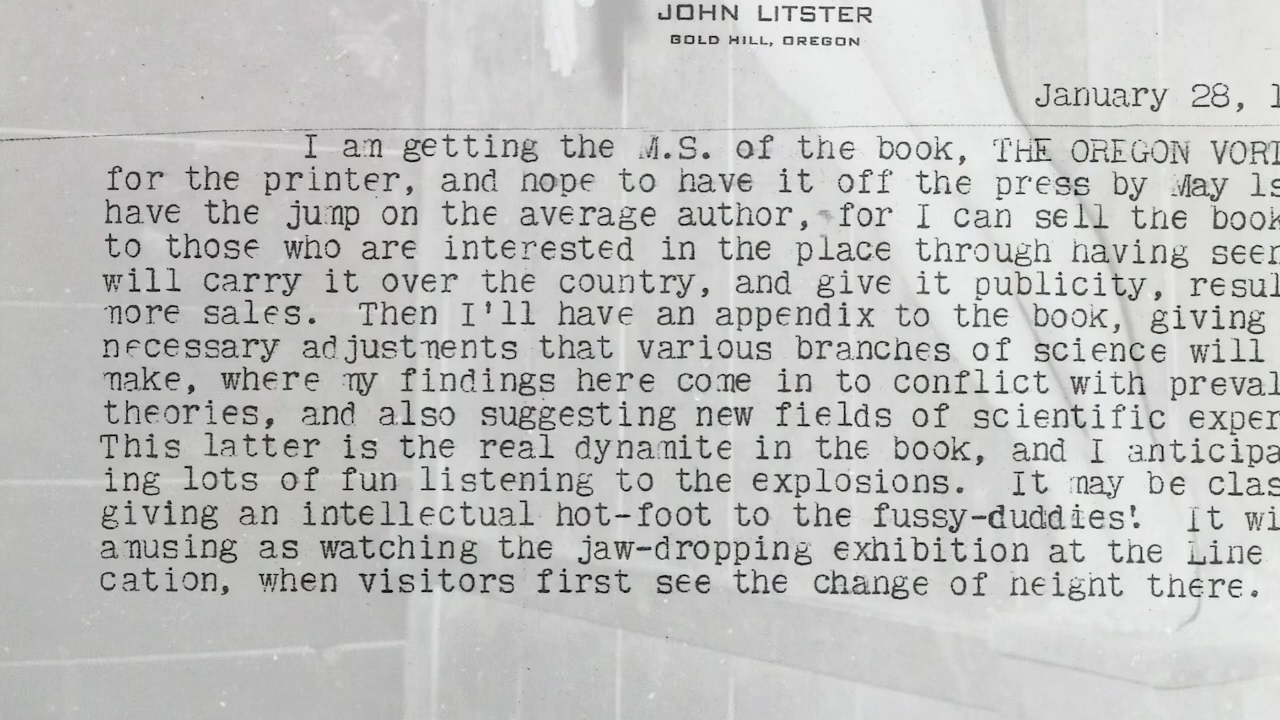 JOHN LITSTER
GOLD HILL, OREGON
January 28, 1
I am getting the M.S. of the book, THE OREGON VORT
for the printer, and hope to have it off the press by May 1s
have the jump on the average author, for I can sell the book
to those who are interested in the place through having seen
will carry it over the country, and give it publicity, resul
more sales. Then I'll have an appendix to the book, giving
necessary adjustments that various branches of science will
make, where my findings here come in to conflict with preval
theories, and also suggesting new fields of scientific exper
This latter is the real dynamite in the book, and I anticipa
ing lots of fun listening to the explosions. It may be clas
giving an intellectual hot-foot to the fussy-duddies! It wi
amusing as watching the jaw-dropping exhibition at the Line
cation, when visitors first see the change of height there.